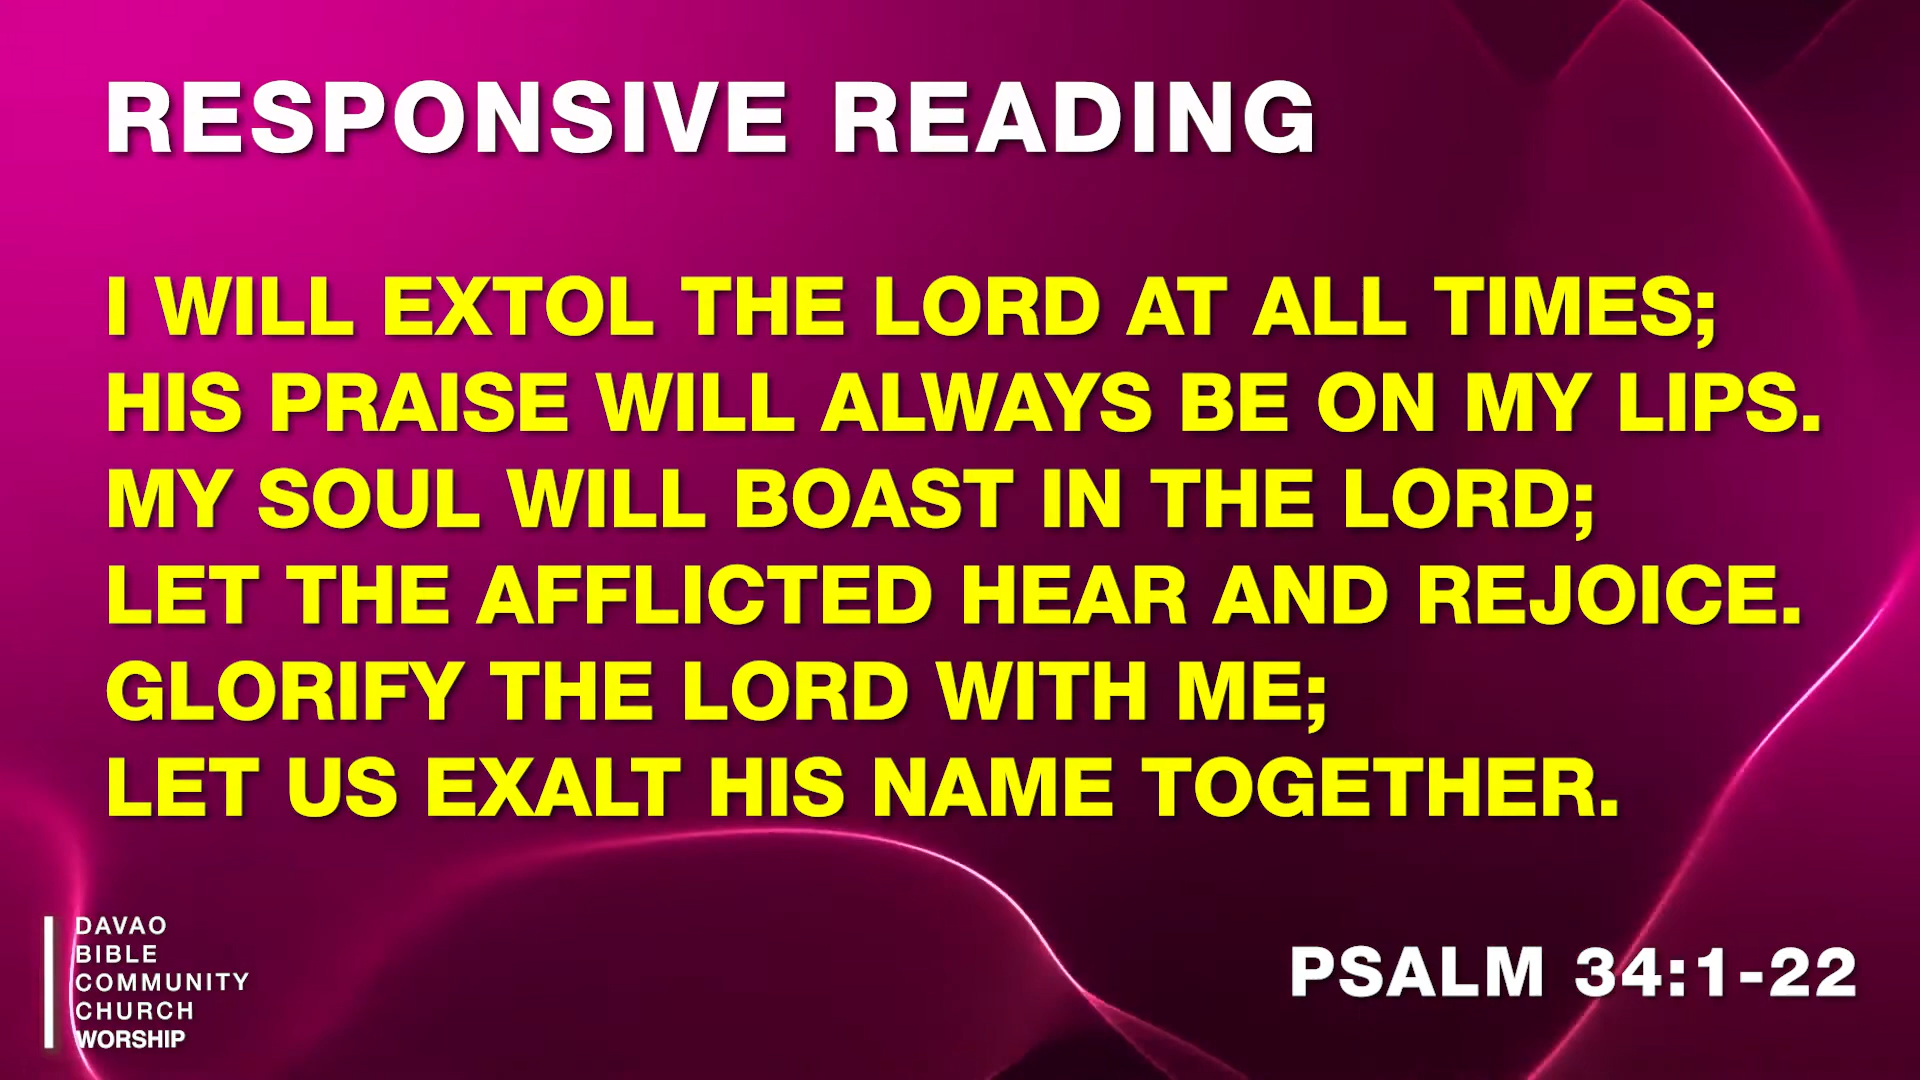 RESPONSIVE READING
I WILL EXTOL THE LORD AT ALL TIMES;
HIS PRAISE WILL ALWAYS BE ON MY LIPS.
MY SOUL WILL BOAST IN THE LORD;
LET THE AFFLICTED HEAR AND REJOICE.
GLORIFY THE LORD WITH ME;
LET US EXALT HIS NAME TOGETHER.
DAVAO
BIBLE
COMMUNITY
CHURCH
WORSHIP
PSALM 34:1-22